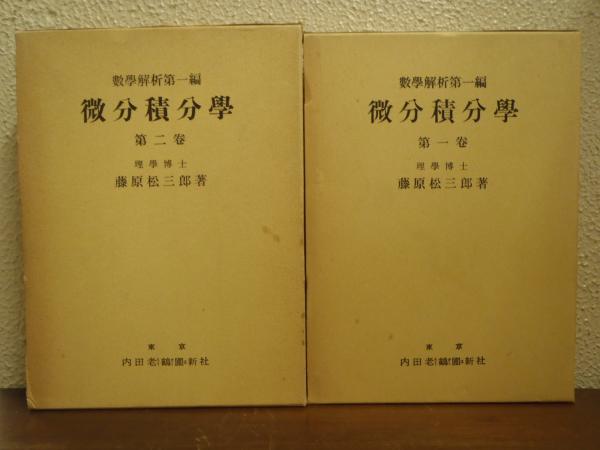 數學解析第一編
微分積分學
第二卷
理學博士
藤原松三郎著
東京
內田老鶴圃新社
數學解析第一編
微分積分學
第一卷
理學博士
藤原松三郎著
東京
內田老鶴圃新社